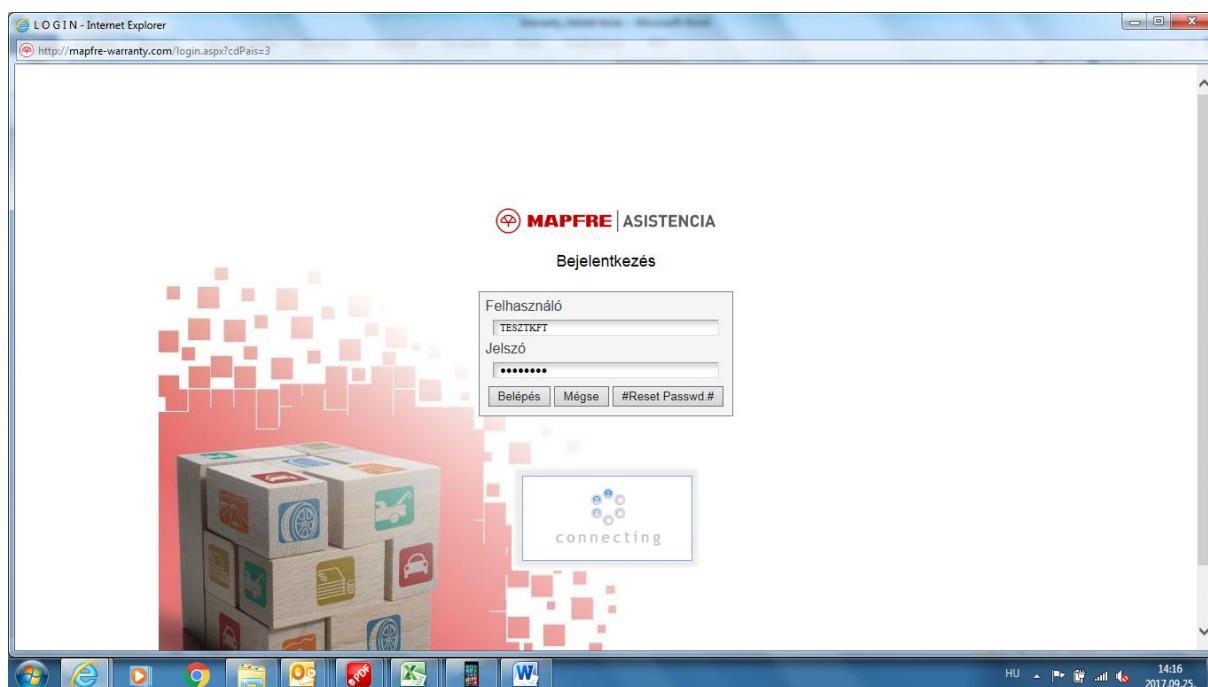 L O G I N - Internet Explorer
http://mapfre-warranty.com/login.aspx?cdPais=3
MAPFRE | ASISTENCIA
Bejelentkezés
Felhasználó
TESZTKFT
Jelszó
••••••••
Belépés Mégse #Reset Passwd.#
connecting
HU 14:16
2017.09.25.